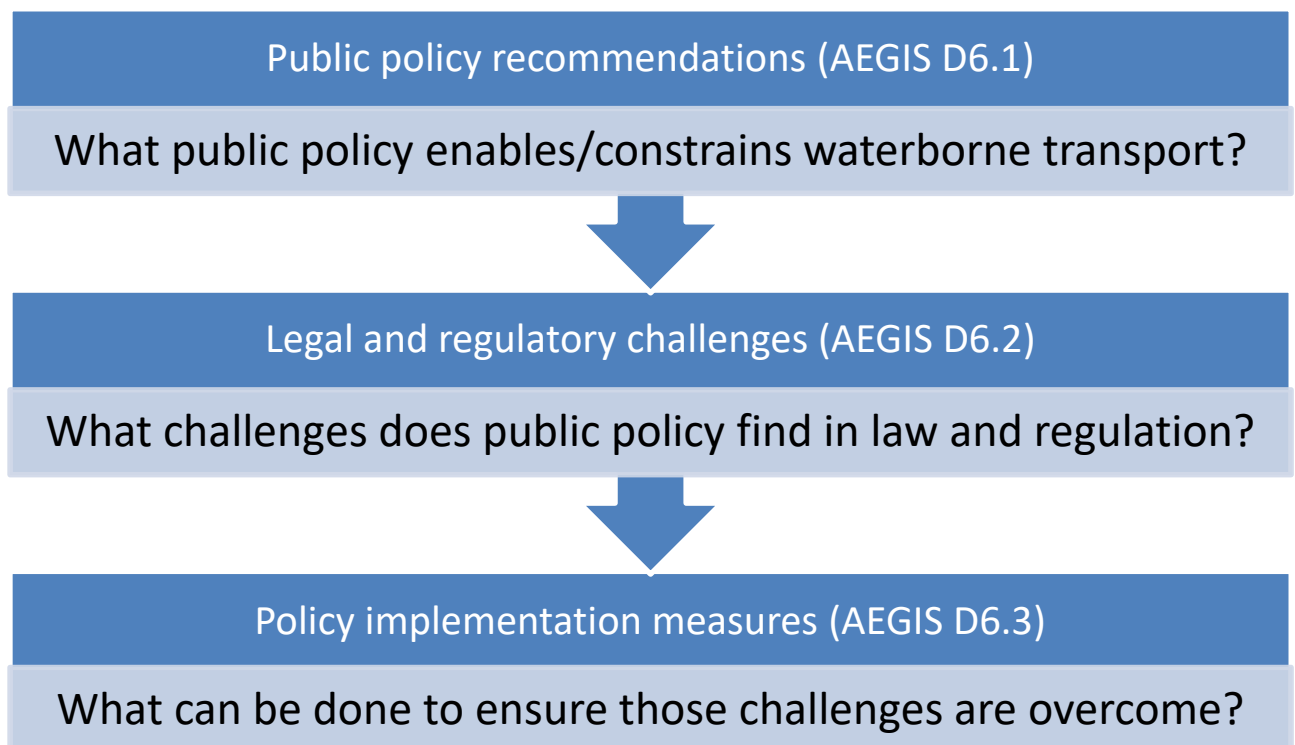 Public policy recommendations (AEGIS D6.1)
What public policy enables/constrains waterborne transport?
Legal and regulatory challenges (AEGIS D6.2)
What challenges does public policy find in law and regulation?
Policy implementation measures (AEGIS D6.3)
What can be done to ensure those challenges are overcome?